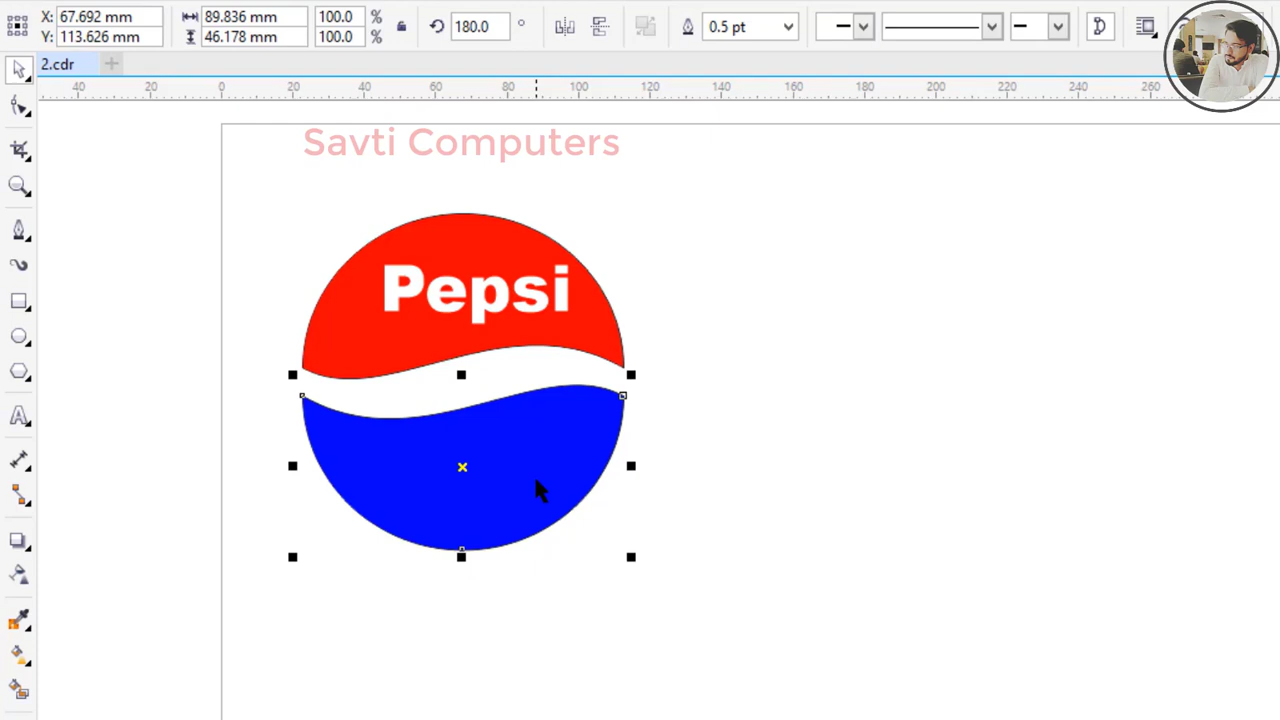 X: 67.692 mm 89.836 mm 100.0 % 180.0 ° 0.5 pt
Y: 113.626 mm 46.178 mm 100.0 %
2.cdr
40 20 0 20 40 60 80 100 120 140 160 180 200 220 240 260
Savti Computers
Pepsi